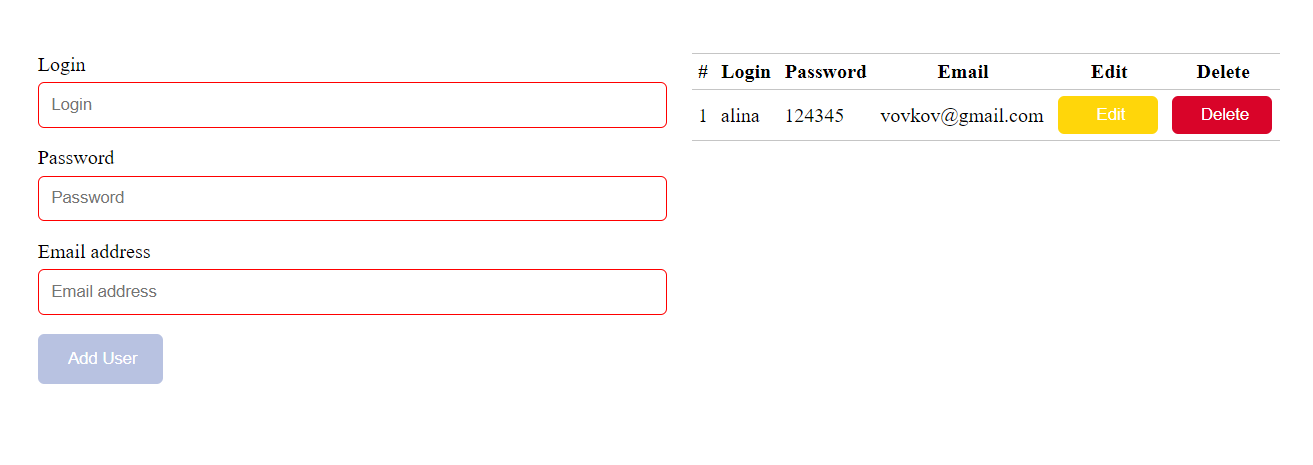 Login
Login
Password
Password
Email address
Email address
Add User
# Login Password Email Edit Delete
1 alina 124345 vovkov@gmail.com Edit Delete